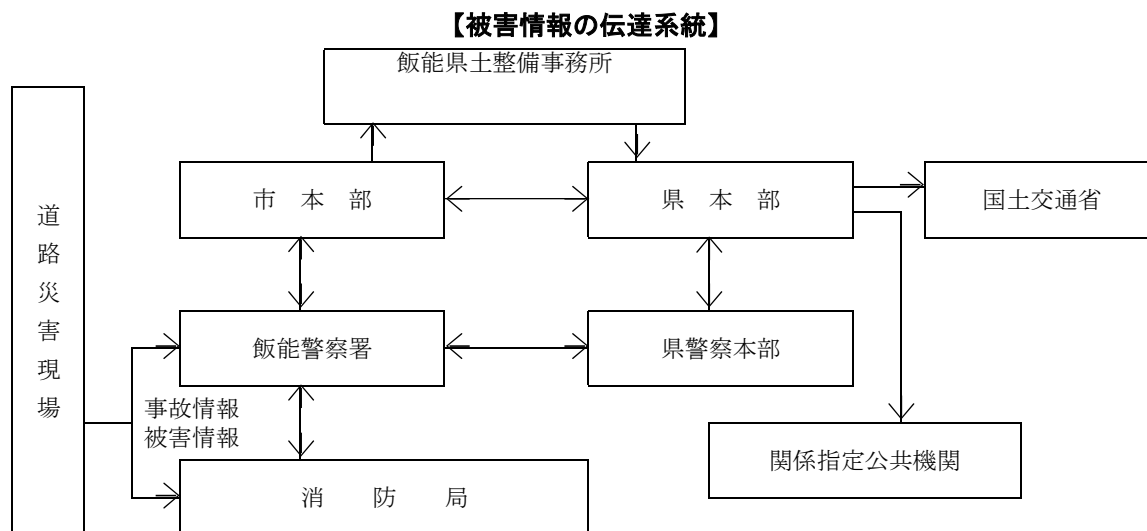 【被害情報の伝達系統】
飯能県土整備事務所
道路災害現場
市本部
県本部
国土交通省
飯能警察署
県警察本部
事故情報
被害情報
関係指定公共機関
消防局